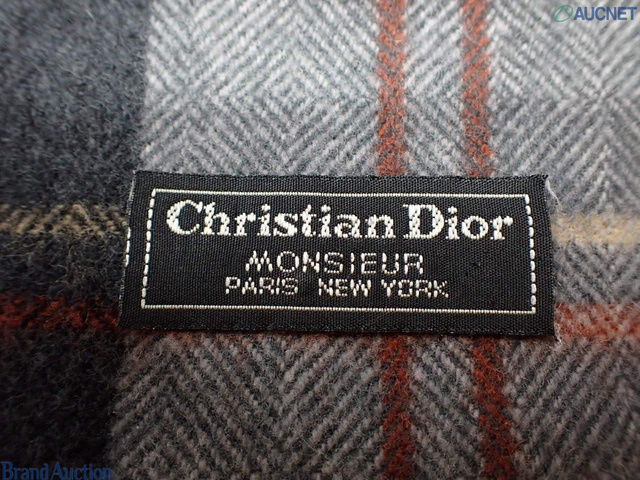 AUCNET
Christian Dior
MONSIEUR
PARIS NEW YORK
Brand Auction